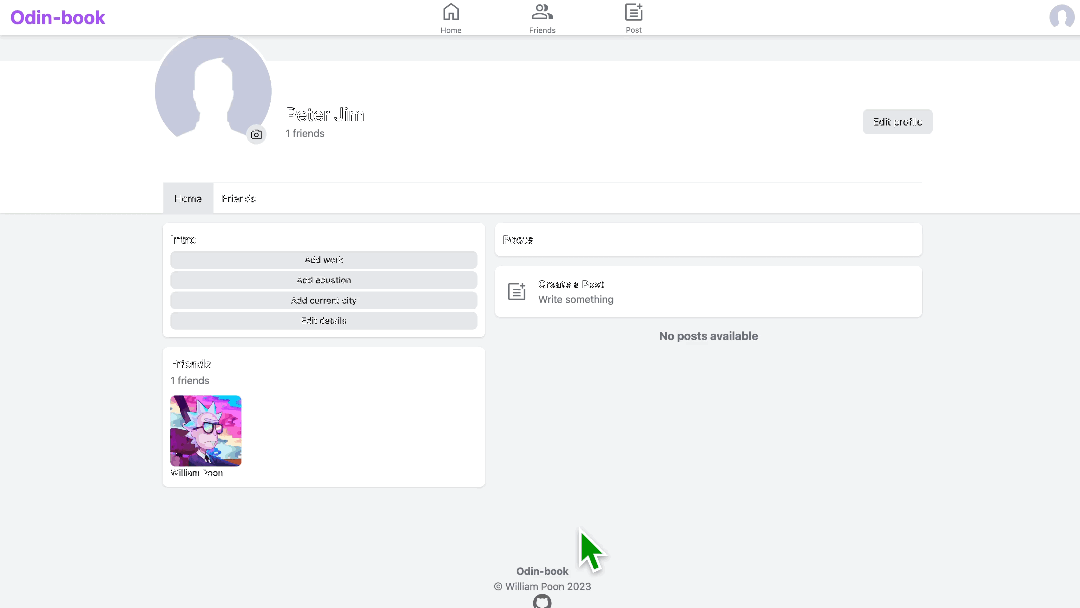 Odin-book
Home
Friends
Post
Peter Jim
1 friends
Edit profile
Home
Friends
Intro
Add work
Add eduation
Add current city
Edit details
Friends
1 friends
William Poon
Posts
Create a Post
Write something
No posts available
Odin-book
© William Poon 2023